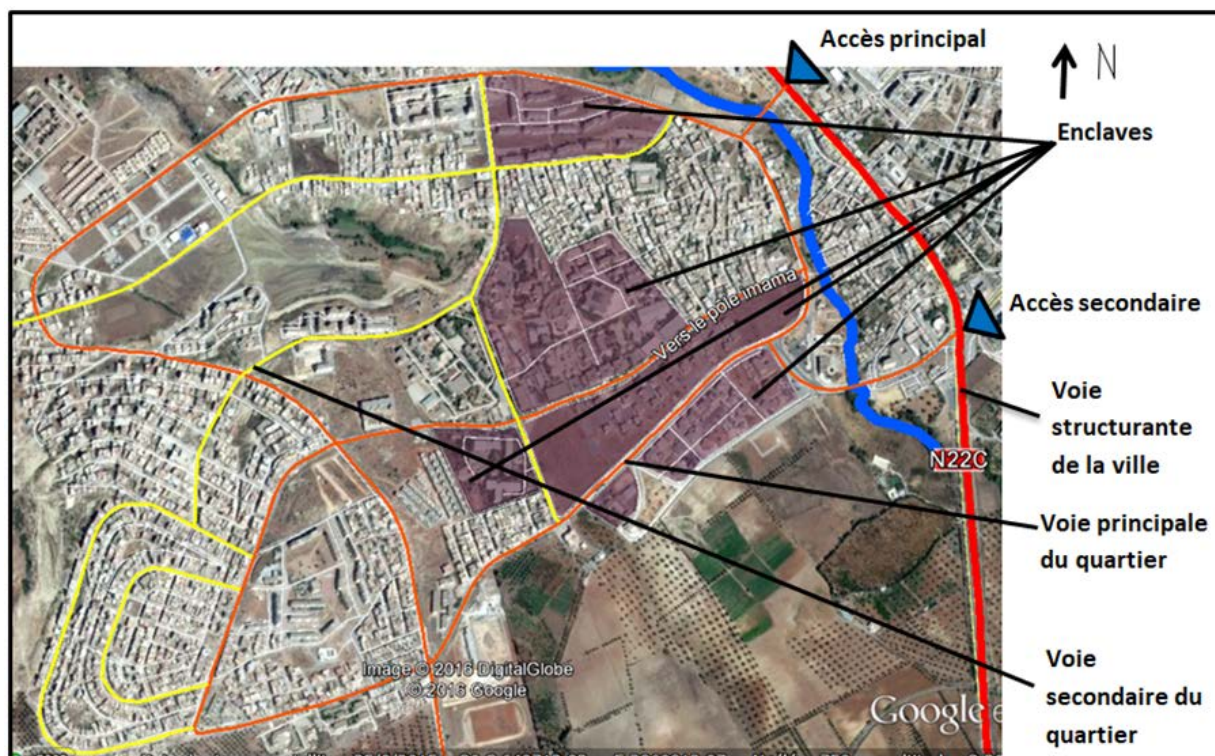 Accès principal
N
Enclaves
Vers le pole imama
Accès secondaire
Voie
structurante
de la ville
N22C
Voie principale
du quartier
Voie
secondaire du
quartier
Image © 2016 DigitalGlobe
© 2016 Google
Google